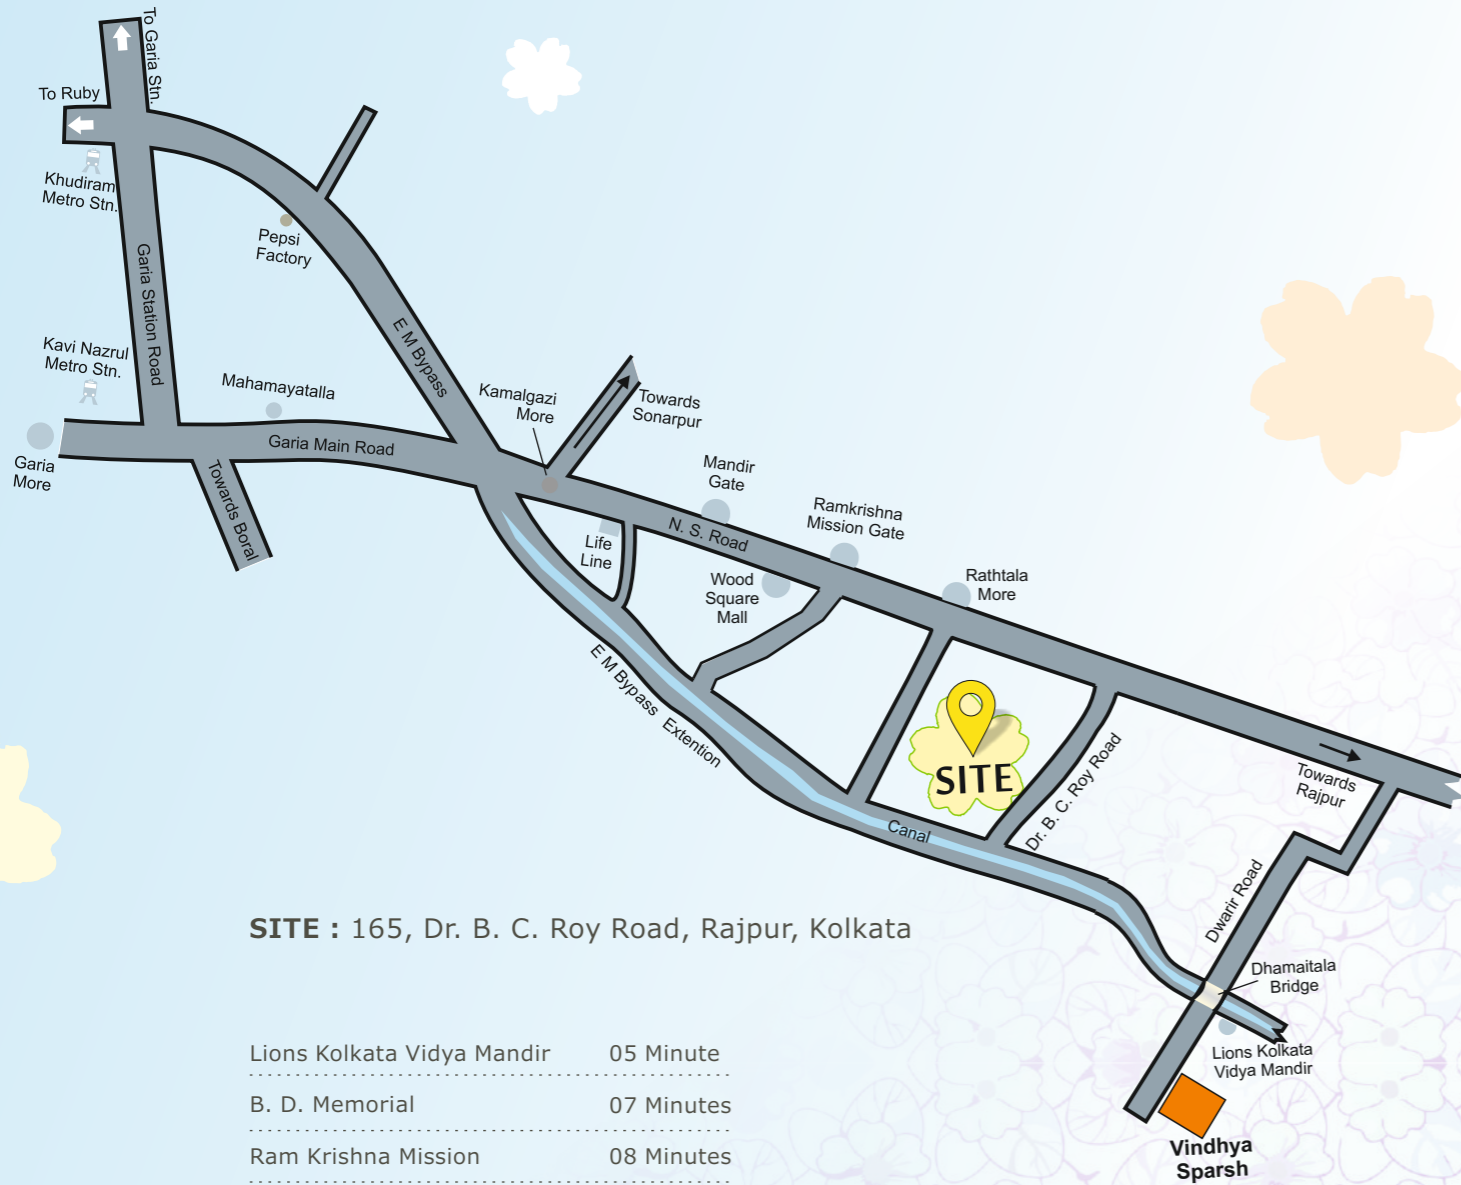 To Garia Stn.
To Ruby
Khudiram
Metro Stn.
Pepsi
Factory
Garia Station Road
E M Bypass
Kavi Nazrul
Metro Stn.
Mahamayatalla
Kamalgazi
More
Towards
Sonarpur
Garia Main Road
Garia
More
Towards Boral
Mandir
Gate
Ramkrishna
Mission Gate
N. S. Road
Life
Line
Wood
Square
Mall
Rathtala
More
E M Bypass Extention
SITE
Dr. B. C. Roy Road
Towards
Rajpur
Canal
Dwarir Road
SITE : 165, Dr. B. C. Roy Road, Rajpur, Kolkata
Dhamaitala
Bridge
Lions Kolkata
Vidya Mandir
Vindhya
Sparsh
Lions Kolkata Vidya Mandir 05 Minute
B. D. Memorial 07 Minutes
Ram Krishna Mission 08 Minutes